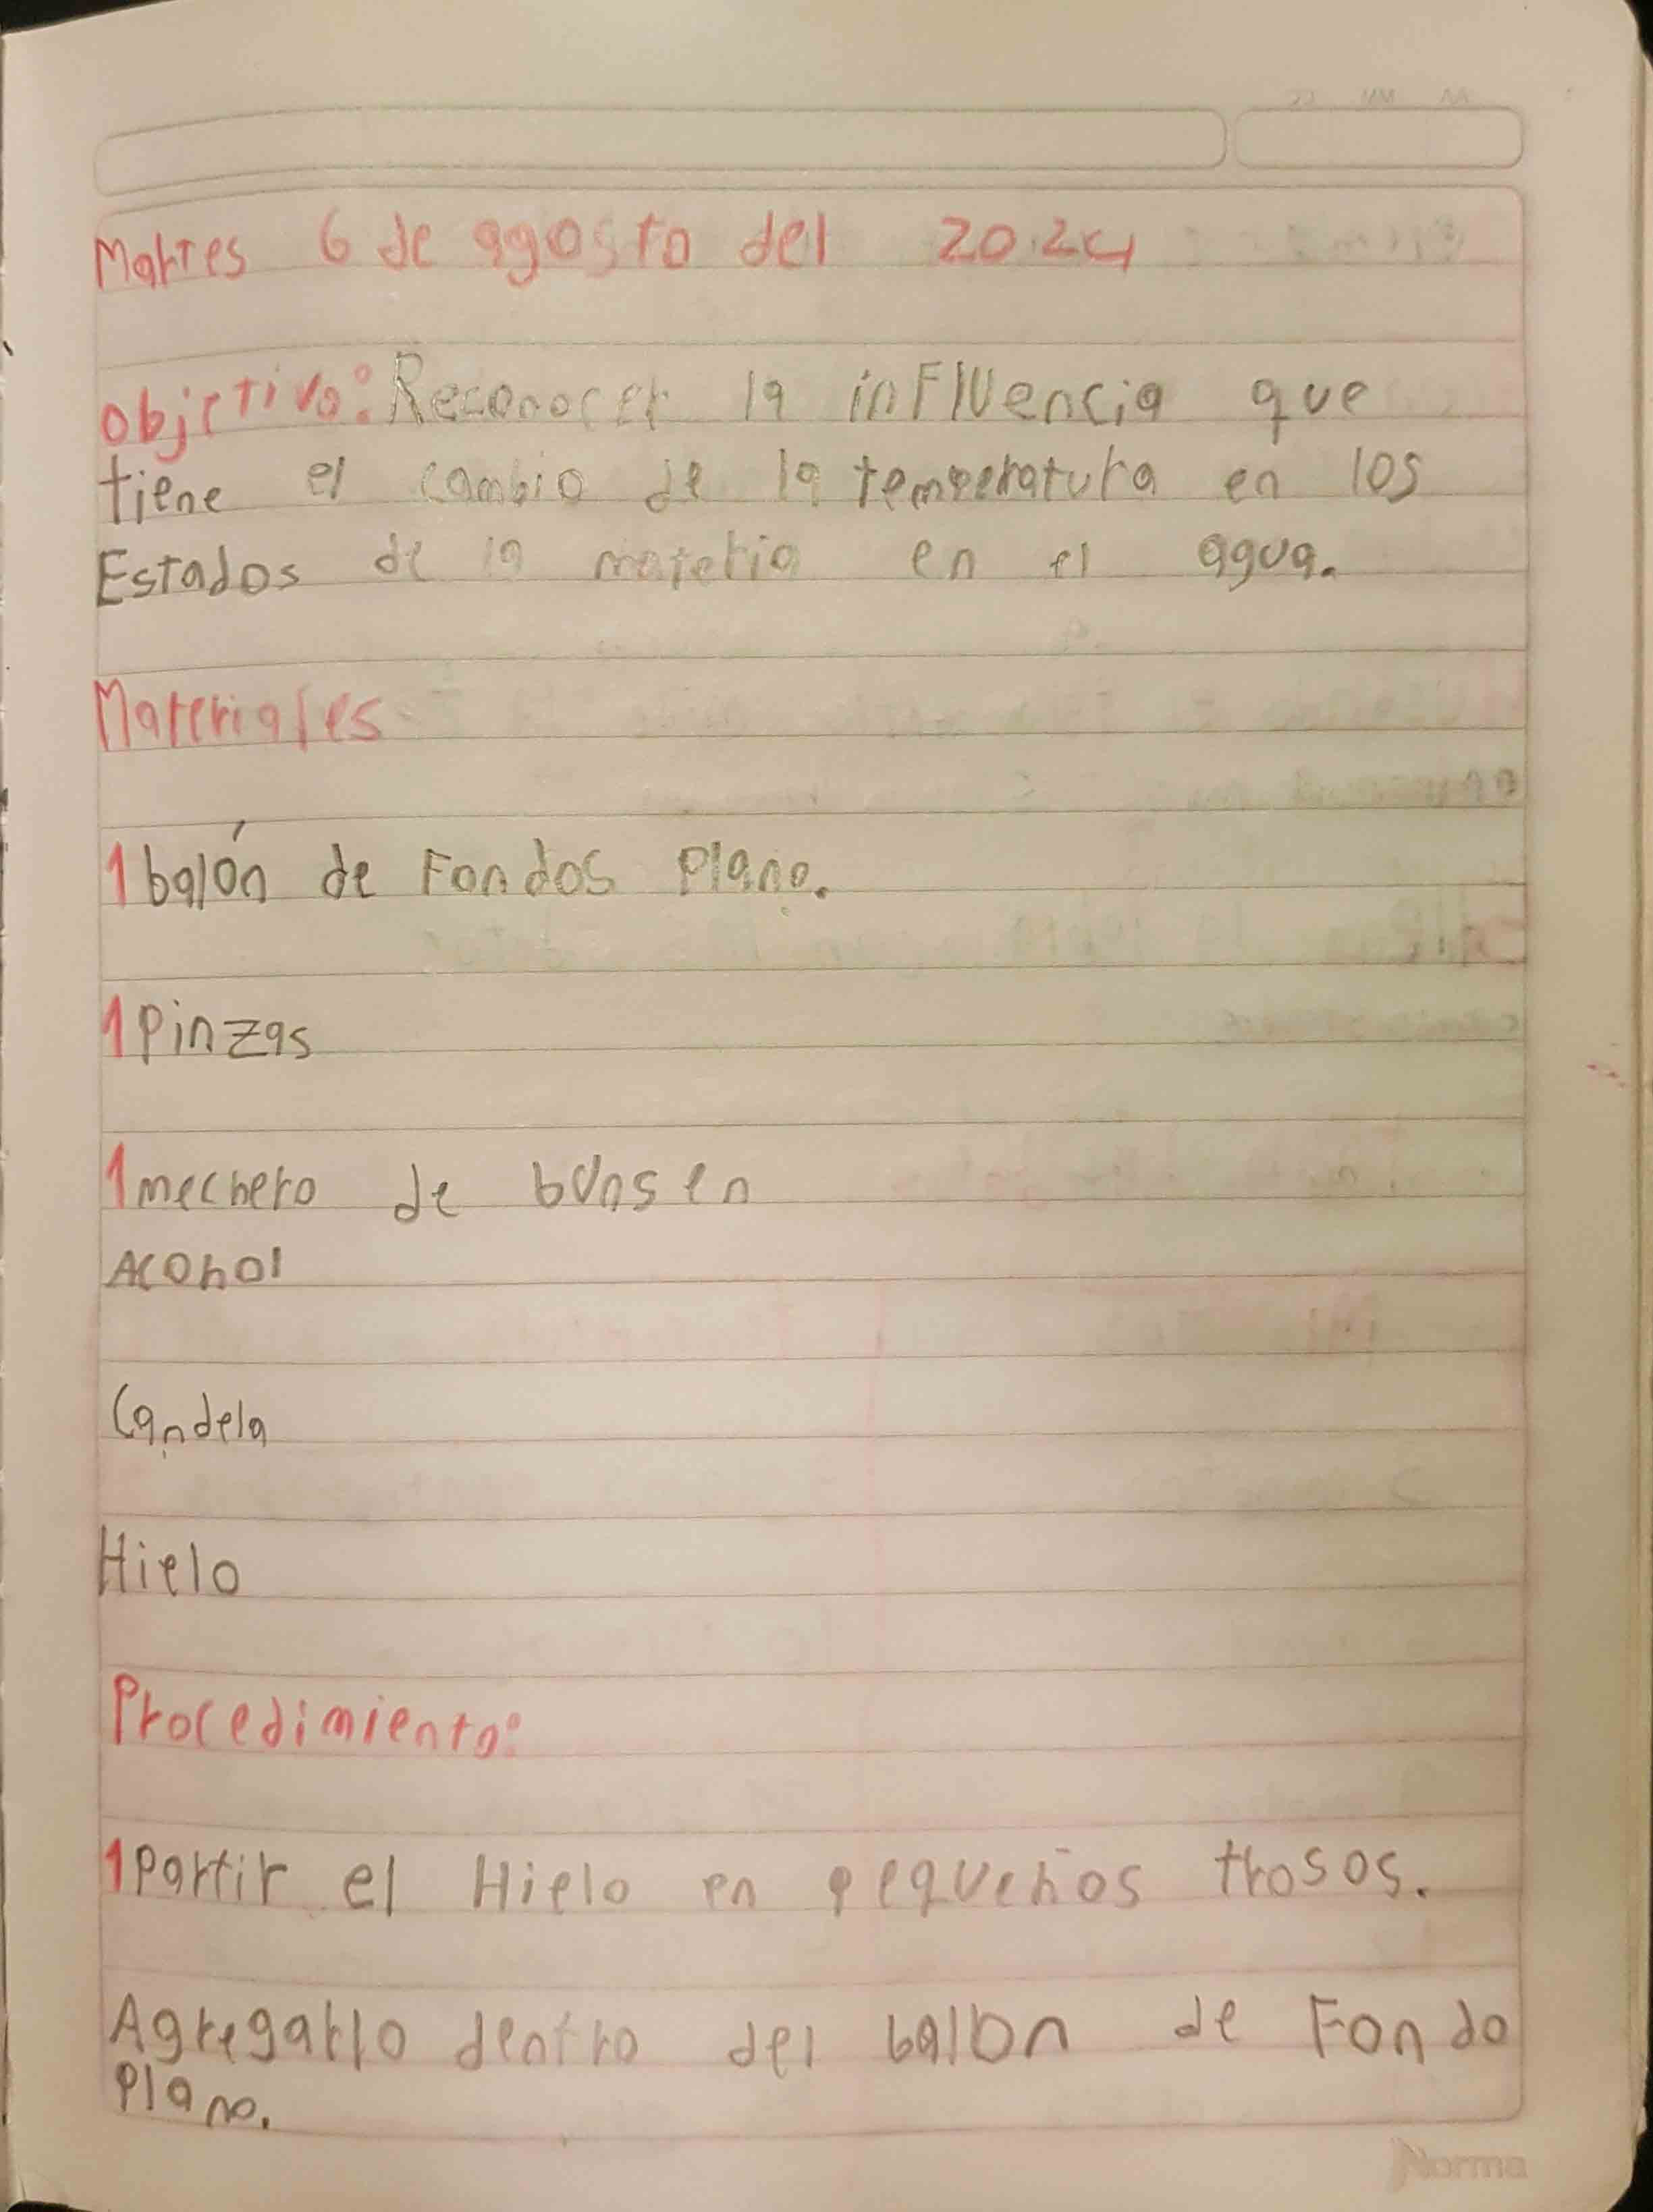 Martes 6 de agosto del 2024
Objetivo: Reconocer la influencia que
tiene el cambio de la temperatura en los
Estados de la materia en el agua.
Materiales
1 balón de Fondos Plano.
1 Pinzas
1 mechero de bunsen
Acohol
Candela
Hielo
Procedimiento:
1 Partir el Hielo en pequeños trosos.
Agregarlo dentro del balon de Fondo
Plano.
Norma